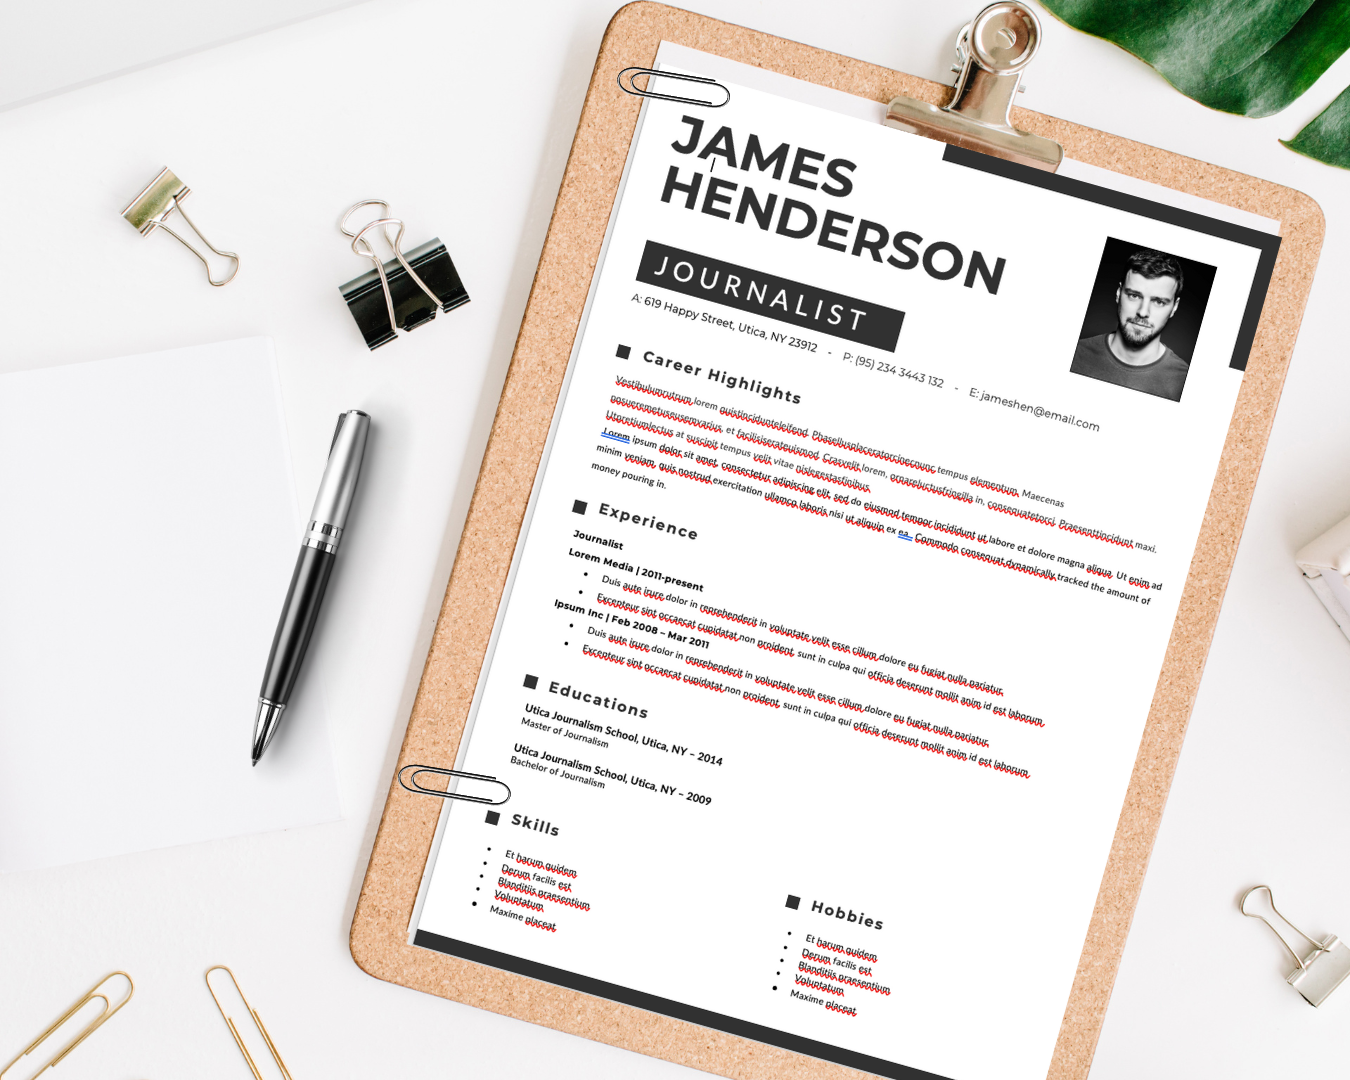 JAMES
HENDERSON
JOURNALIST
A: 619 Happy Street, Utica, NY 23912 - P: (95) 234 3443 132 - E: jameshen@email.com
Career Highlights
Vestibulumrutrum lorem quistincidunteleifend. Phasellusplaceratorcinecnunc tempus elementum. Maecenas
posueremetuseusemvarius, et facilisiserateuismod. Crasvelit lorem, ornareluctusfringilla in, consequatetorci. Praesenttincidunt maxi.
Utpretiumlectus at suscipit tempus velit vitae nislegestasfinibus.
Lorem ipsum dolor sit amet, consectetur adipiscing elit, sed do eiusmod tempor incididunt ut labore et dolore magna aliqua. Ut enim ad
minim veniam, quis nostrud exercitation ullamco laboris nisi ut aliquip ex ea. Commodo consequat dynamically tracked the amount of
money pouring in.
Experience
Journalist
Lorem Media | 2011-present
• Duis aute irure dolor in reprehenderit in voluptate velit esse cillum dolore eu fugiat nulla pariatur.
• Excepteur sint occaecat cupidatat non proident, sunt in culpa qui officia deserunt mollit anim id est laborum.
Ipsum Inc | Feb 2008 – Mar 2011
• Duis aute irure dolor in reprehenderit in voluptate velit esse cillum dolore eu fugiat nulla pariatur.
• Excepteur sint occaecat cupidatat non proident, sunt in culpa qui officia deserunt mollit anim id est laborum.
Educations
Utica Journalism School, Utica, NY – 2014
Master of Journalism
Utica Journalism School, Utica, NY – 2009
Bachelor of Journalism
Skills
• Et harum quidem
• Derum facilis est
• Blanditiis praesentium
• Voluptatum
• Maxime placeat
Hobbies
• Et harum quidem
• Derum facilis est
• Blanditiis praesentium
• Voluptatum
• Maxime placeat